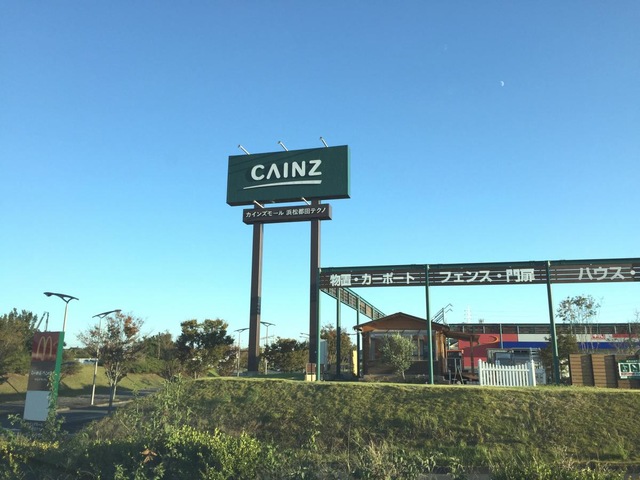 CAINZ
カインズモール 浜松都田テクノ
物置・カーポート
フェンス・門扉
ハウス・